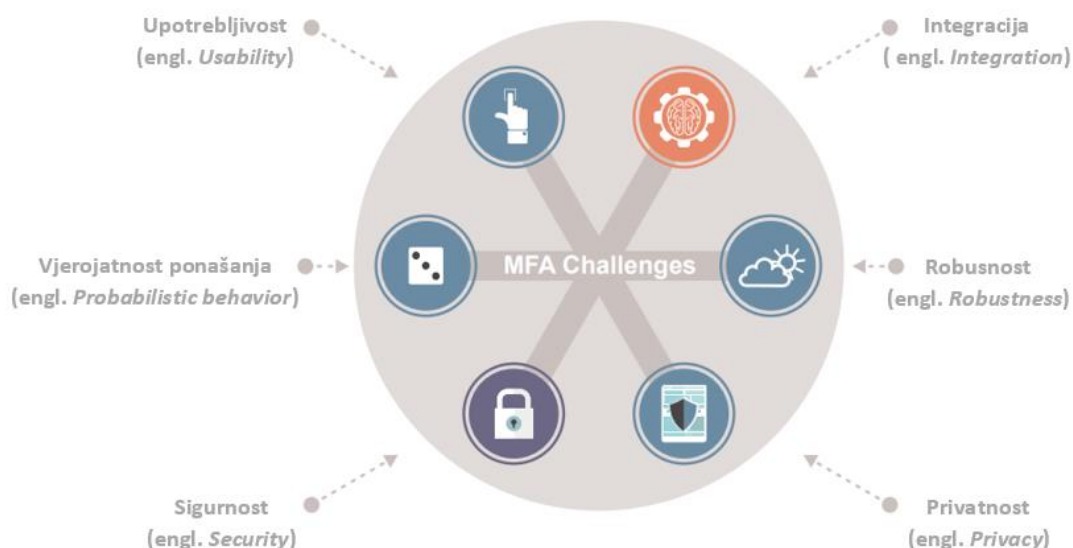 Upotrebljivost
(engl. Usability)
Integracija
( engl. Integration)
Vjerojatnost ponašanja
(engl. Probabilistic behavior)
MFA Challenges
Robusnost
(engl. Robustness)
Sigurnost
(engl. Security)
Privatnost
(engl. Privacy)